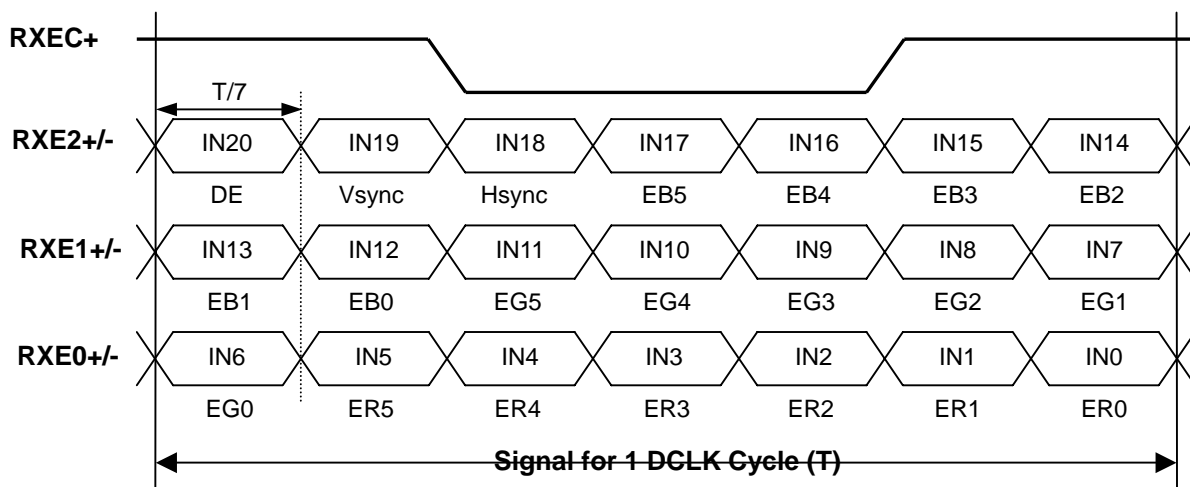 RXEC+
T/7
RXE2+/- IN20 IN19 IN18 IN17 IN16 IN15 IN14
DE Vsync Hsync EB5 EB4 EB3 EB2
RXE1+/- IN13 IN12 IN11 IN10 IN9 IN8 IN7
EB1 EB0 EG5 EG4 EG3 EG2 EG1
RXE0+/- IN6 IN5 IN4 IN3 IN2 IN1 IN0
EG0 ER5 ER4 ER3 ER2 ER1 ER0
Signal for 1 DCLK Cycle (T)